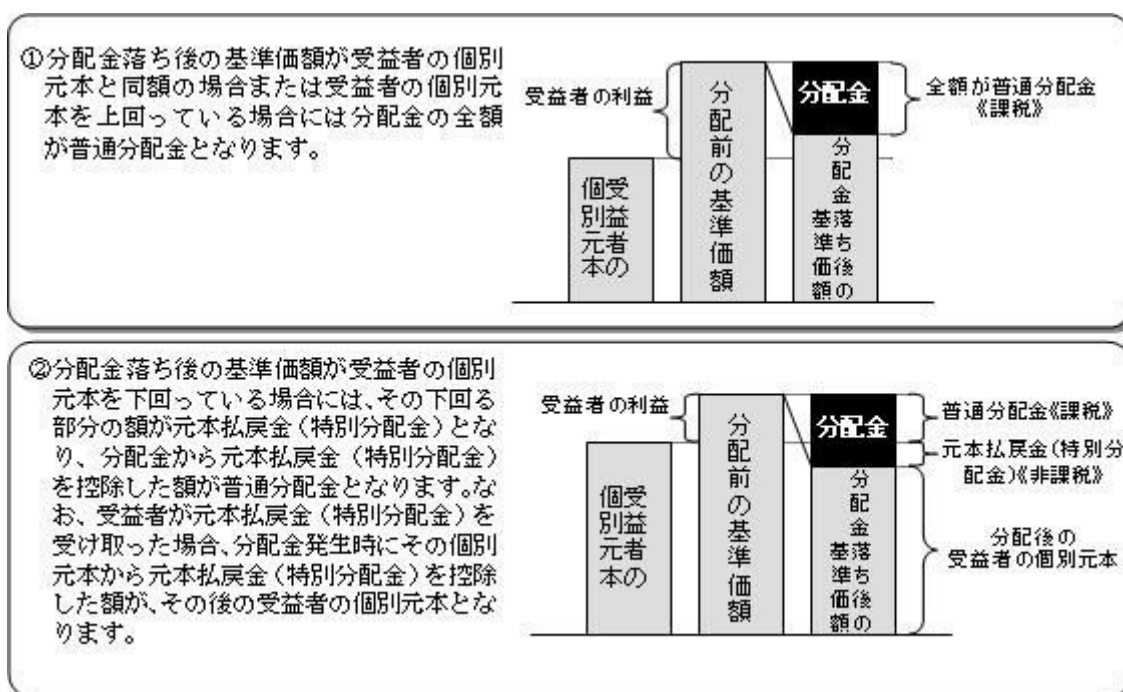 ①分配金落ち後の基準価額が受益者の個別
元本と同額の場合または受益者の個別元
本を上回っている場合には分配金の全額
が普通分配金となります。
受益者の利益
受益者の
個別元本
分配前の基準価額
分配金
分配金落ち後の
基準価額
全額が普通分配金
《課税》
②分配金落ち後の基準価額が受益者の個別
元本を下回っている場合には、その下回る
部分の額が元本払戻金(特別分配金)とな
り、分配金から元本払戻金(特別分配金)
を控除した額が普通分配金となります。な
お、受益者が元本払戻金(特別分配金)を
受け取った場合、分配金発生時にその個別
元本から元本払戻金(特別分配金)を控除
した額が、その後の受益者の個別元本とな
ります。
受益者の利益
受益者の
個別元本
分配前の基準価額
分配金
分配金落ち後の
基準価額
普通分配金《課税》
元本払戻金(特別分
配金)《非課税》
分配後の
受益者の個別元本